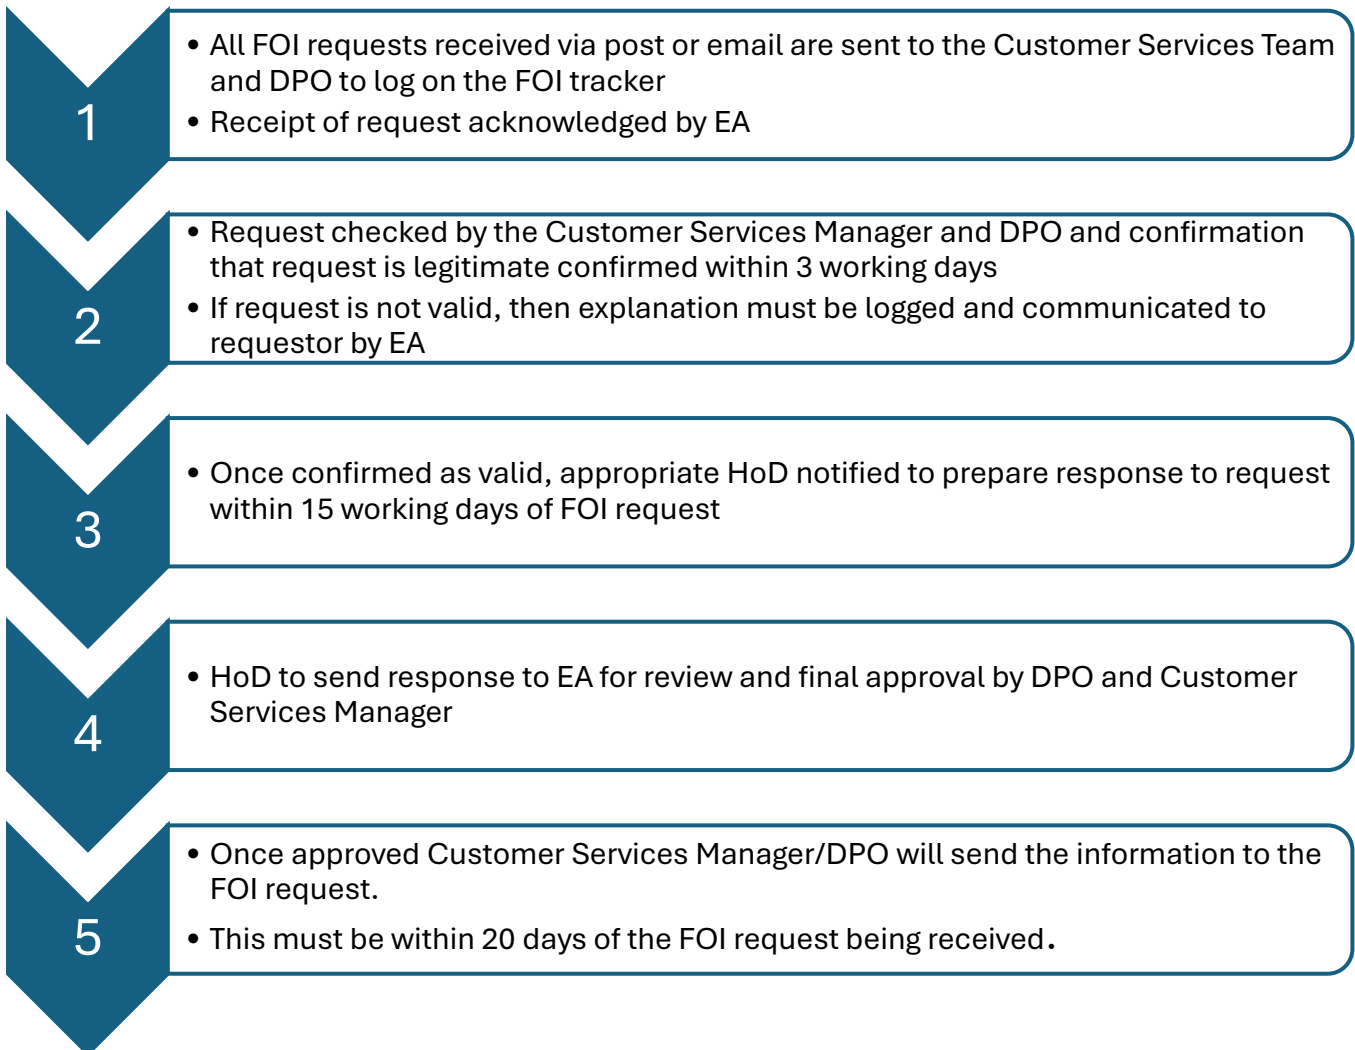 1
• All FOI requests received via post or email are sent to the Customer Services Team
and DPO to log on the FOI tracker
• Receipt of request acknowledged by EA
2
• Request checked by the Customer Services Manager and DPO and confirmation
that request is legitimate confirmed within 3 working days
• If request is not valid, then explanation must be logged and communicated to
requestor by EA
3
• Once confirmed as valid, appropriate HoD notified to prepare response to request
within 15 working days of FOI request
4
• HoD to send response to EA for review and final approval by DPO and Customer
Services Manager
5
• Once approved Customer Services Manager/DPO will send the information to the
FOI request.
• This must be within 20 days of the FOI request being received.